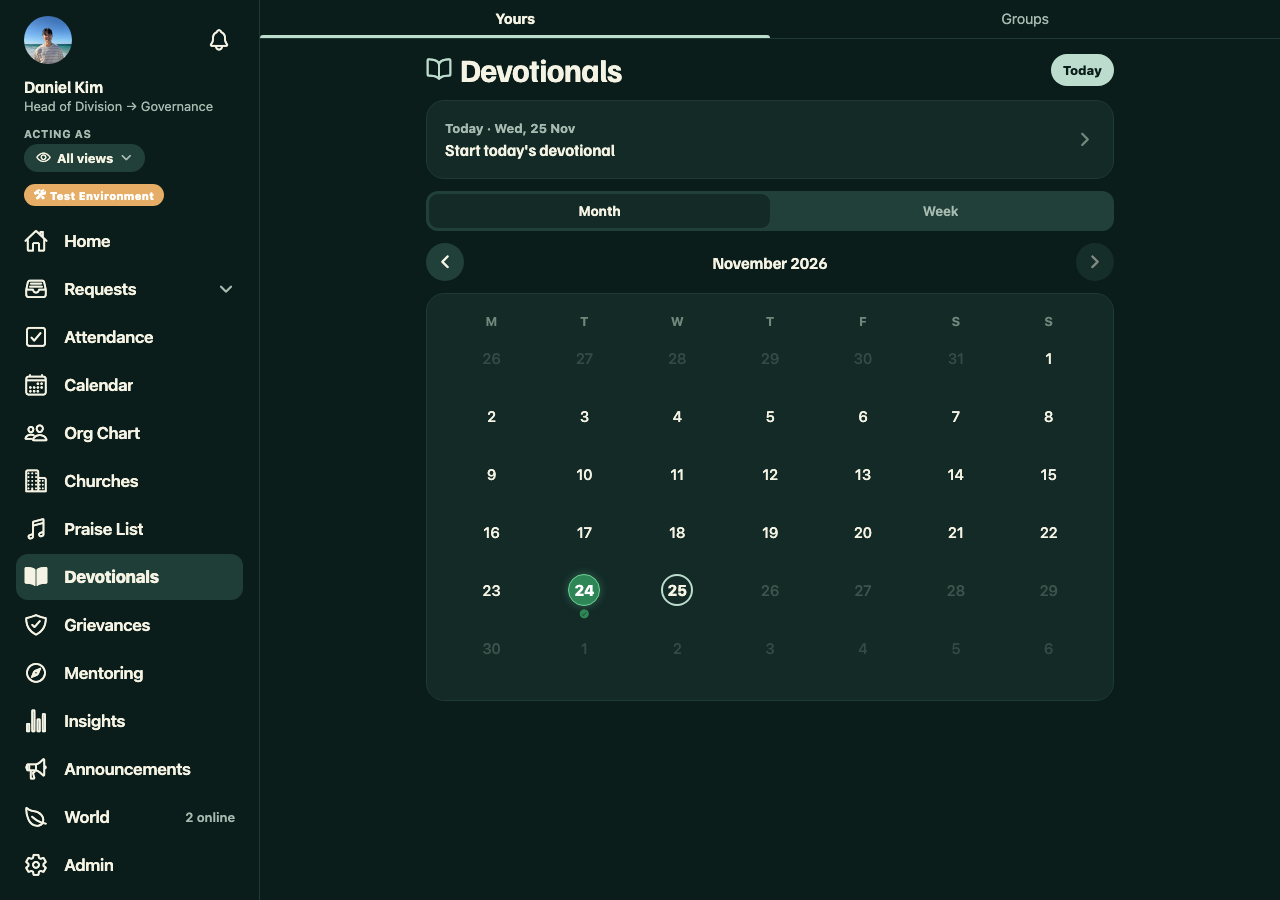 Daniel Kim
Head of Division → Governance
ACTING AS
All views
🛠 Test Environment
Home
Requests
Attendance
Calendar
Org Chart
Churches
Praise List
Devotionals
Grievances
Mentoring
Insights
Announcements
World 2 online
Admin
Yours Groups
Devotionals Today
Today · Wed, 25 Nov
Start today's devotional
Month Week
November 2026
M T W T F S S
26 27 28 29 30 31 1
2 3 4 5 6 7 8
9 10 11 12 13 14 15
16 17 18 19 20 21 22
23 24 25 26 27 28 29
30 1 2 3 4 5 6